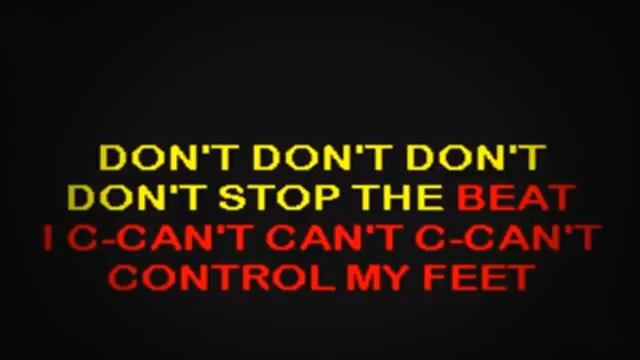 DON'T DON'T DON'T
DON'T STOP THE BEAT
I C-CAN'T CAN'T C-CAN'T
CONTROL MY FEET